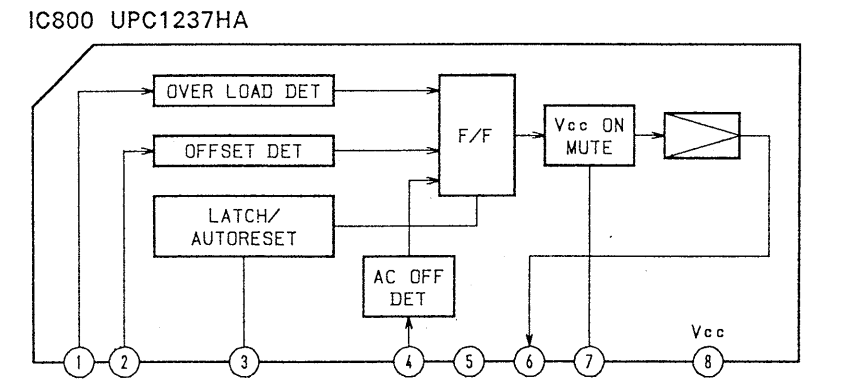 IC800 UPC1237HA
OVER LOAD DET
F/F
Vcc ON
MUTE
OFFSET DET
LATCH/
AUTORESET
AC OFF
DET
Vcc
1 2 3 4 5 6 7 8